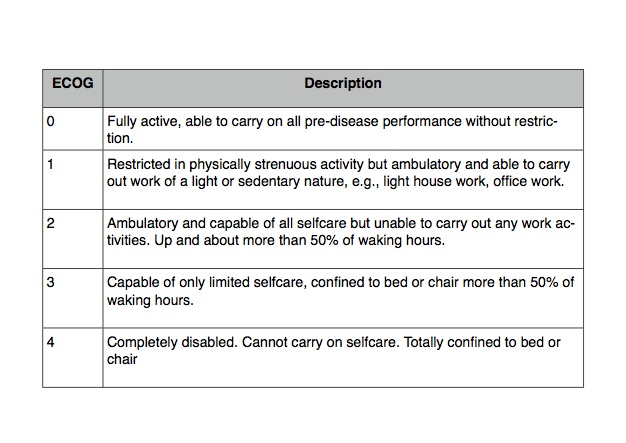 ECOG Description
0 Fully active, able to carry on all pre-disease performance without restric-
tion.
1 Restricted in physically strenuous activity but ambulatory and able to carry
out work of a light or sedentary nature, e.g., light house work, office work.
2 Ambulatory and capable of all selfcare but unable to carry out any work ac-
tivities. Up and about more than 50% of waking hours.
3 Capable of only limited selfcare, confined to bed or chair more than 50% of
waking hours.
4 Completely disabled. Cannot carry on selfcare. Totally confined to bed or
chair